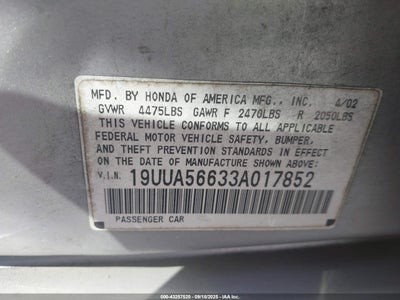 MFD. BY HONDA OF AMERICA MFG., INC. 4/02
GVWR 4475LBS GAWR F 2470LBS R 2050LBS
THIS VEHICLE CONFORMS TO ALL APPLICABLE
FEDERAL MOTOR VEHICLE SAFETY, BUMPER,
AND THEFT PREVENTION STANDARDS IN EFFECT
ON THE DATE OF MANUFACTURE SHOWN ABOVE:
V.I.N. 19UUA56633A017852
PASSENGER CAR
000-43257520 - 09/18/2025 - IAA Inc.